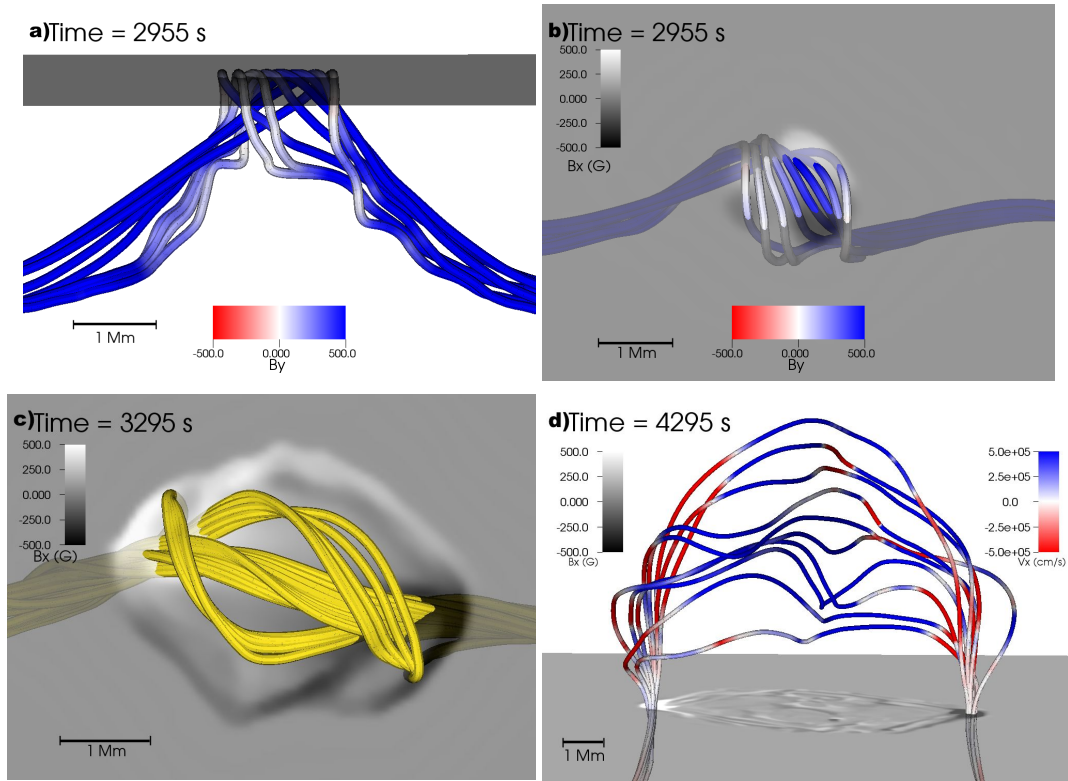 a)Time = 2955 s
1 Mm
-500.0 0.000 500.0
By
b)Time = 2955 s
500.0
250.0
0.000
-250.0
-500.0
Bx (G)
1 Mm
-500.0 0.000 500.0
By
c)Time = 3295 s
500.0
250.0
0.000
-250.0
-500.0
Bx (G)
1 Mm
d)Time = 4295 s
500.0
250.0
0.000
-250.0
-500.0
Bx (G)
5.0e+05
2.5e+05
0.0
-2.5e+05
-5.0e+05
Vx (cm/s)
1 Mm